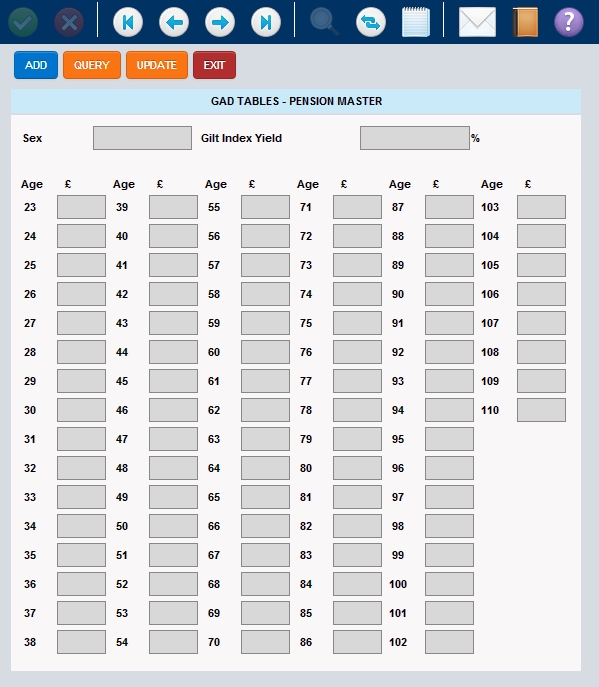 ?
ADD QUERY UPDATE EXIT
GAD TABLES - PENSION MASTER
Sex Gilt Index Yield %
Age £ Age £ Age £ Age £ Age £ Age £
23 39 55 71 87 103
24 40 56 72 88 104
25 41 57 73 89 105
26 42 58 74 90 106
27 43 59 75 91 107
28 44 60 76 92 108
29 45 61 77 93 109
30 46 62 78 94 110
31 47 63 79 95
32 48 64 80 96
33 49 65 81 97
34 50 66 82 98
35 51 67 83 99
36 52 68 84 100
37 53 69 85 101
38 54 70 86 102